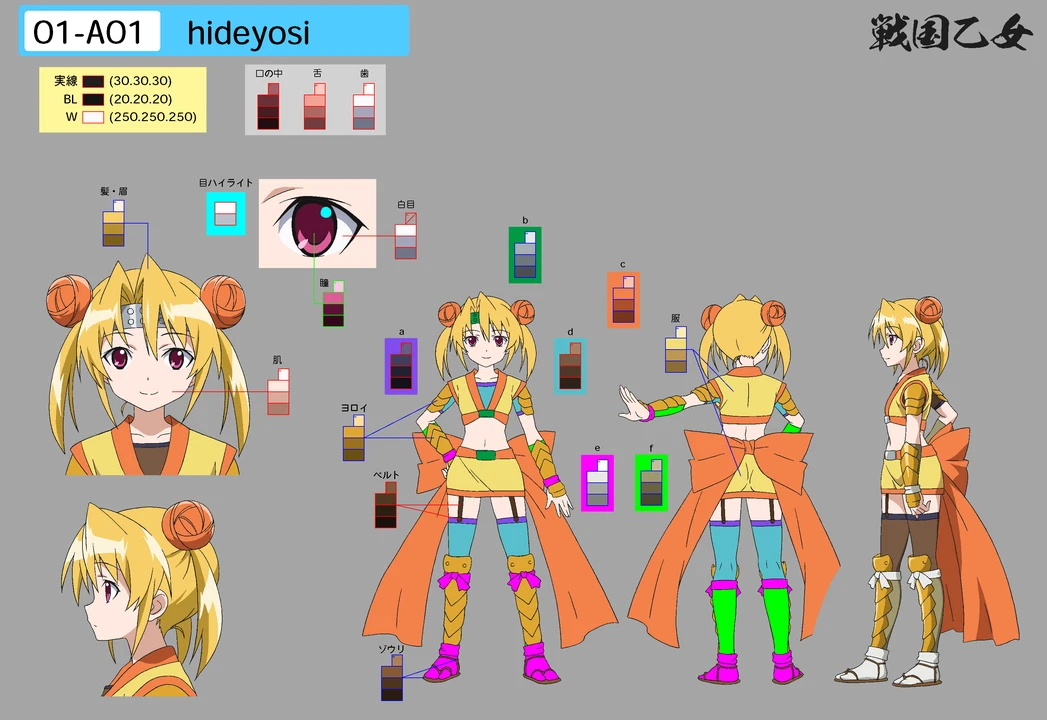 01-A01 hideyosi
戦国乙女
実線 (30.30.30)
BL (20.20.20)
W (250.250.250)
口の中 舌 歯
髪・眉
目ハイライト
白目
瞳
肌
b
c
a
d
服
ヨロイ
ベルト
e
f
ゾウリ